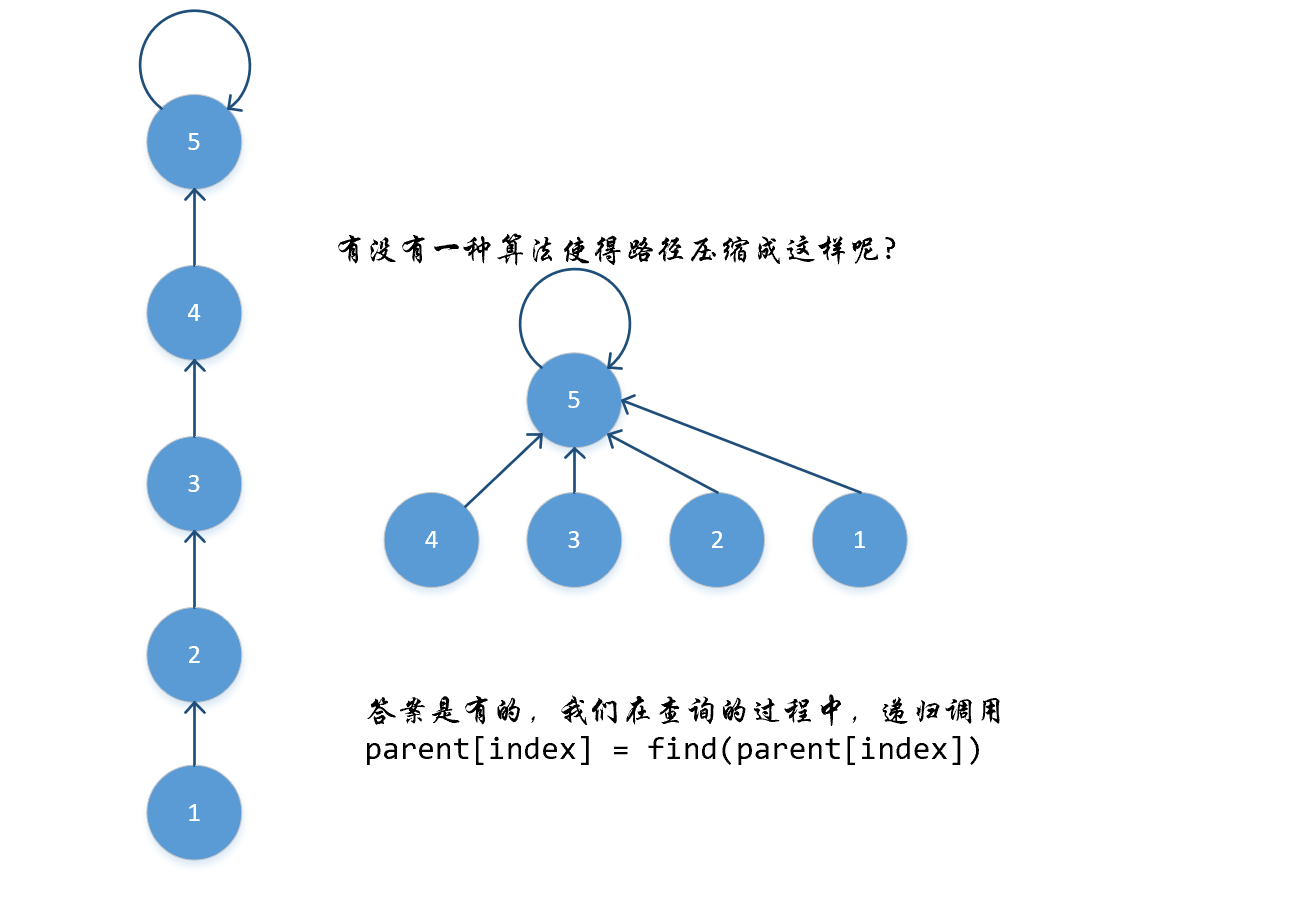 5
4
3
2
1
有没有一种算法使得路径压缩成这样呢?
5
4 3 2 1
答案是有的, 我们在查询的过程中, 递归调用
parent[index] = find(parent[index])